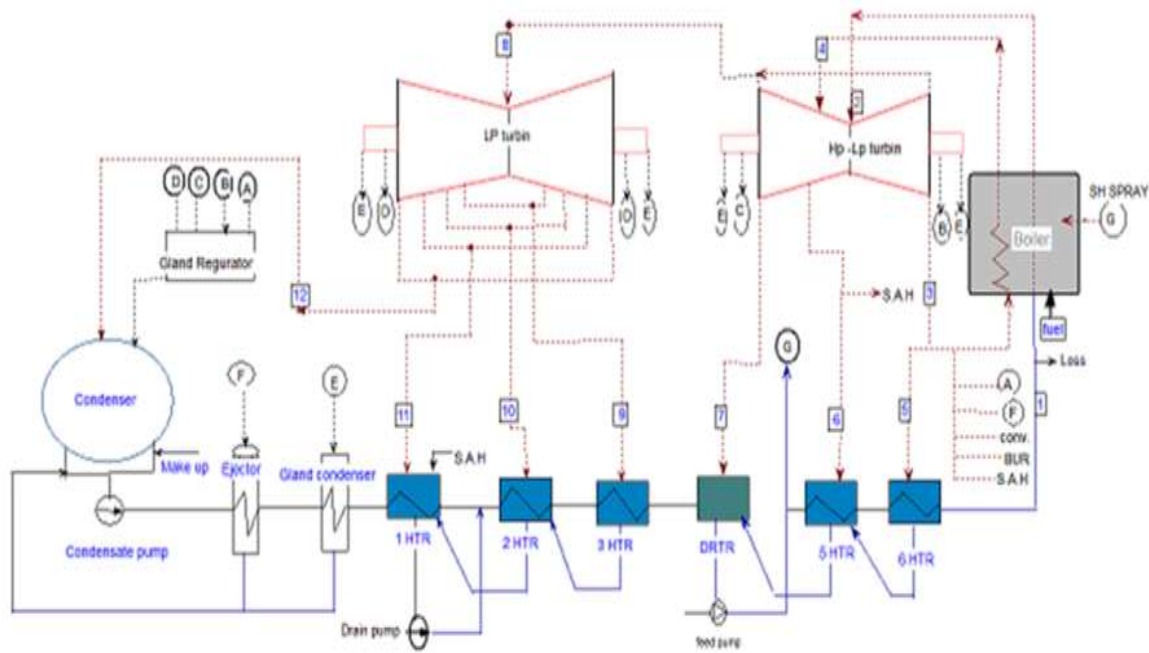 8
4
2
LP turbin
Hp -Lp turbin
D C B A
Gland Regurator
E D
D E
E C
B E
SH SPRAY
G
Boiler
fuel
Loss
12
S.A.H
3
1
Condenser
F
E
G
11
10
9
7
6
5
A
F
conv.
BUR
S.A.H
Make up
Ejector
Gland condenser
S.A.H
Condensate pump
1 HTR
2 HTR
3 HTR
DRTR
5 HTR
6 HTR
Drain pump
feed pump